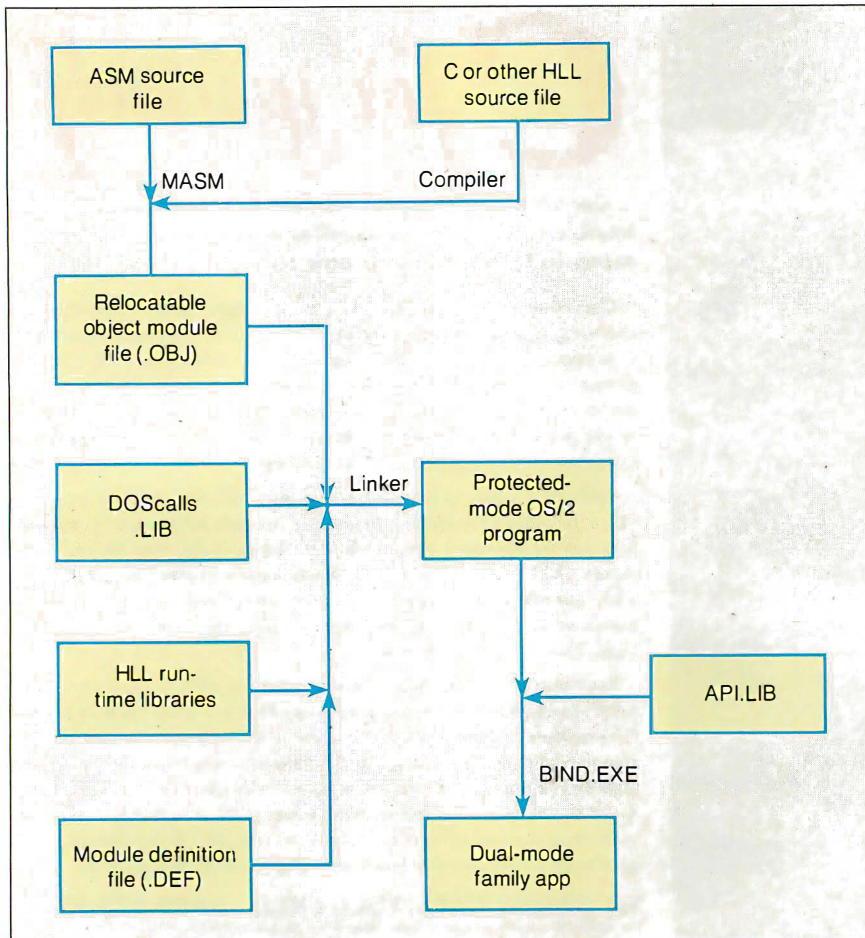 ASM source
file
C or other HLL
source file
MASM
Compiler
Relocatable
object module
file (.OBJ)
DOScalls
.LIB
Linker
Protected-
mode OS/2
program
HLL run-
time libraries
API.LIB
BIND.EXE
Module definition
file (.DEF)
Dual-mode
family app